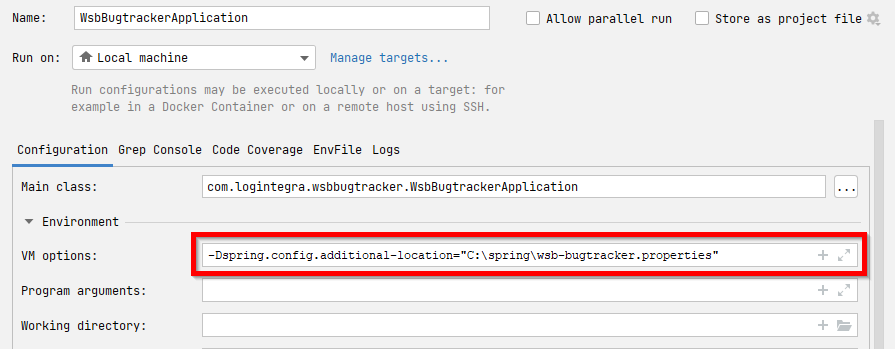 Name: WsbBugtrackerApplication Allow parallel run Store as project file
Run on: Local machine Manage targets...
Run configurations may be executed locally or on a target: for
example in a Docker Container or on a remote host using SSH.
Configuration Grep Console Code Coverage EnvFile Logs
Main class: com.logintegra.wsbbugtracker.WsbBugtrackerApplication ...
Environment
VM options: -Dspring.config.additional-location="C:\spring\wsb-bugtracker.properties"
Program arguments:
Working directory: